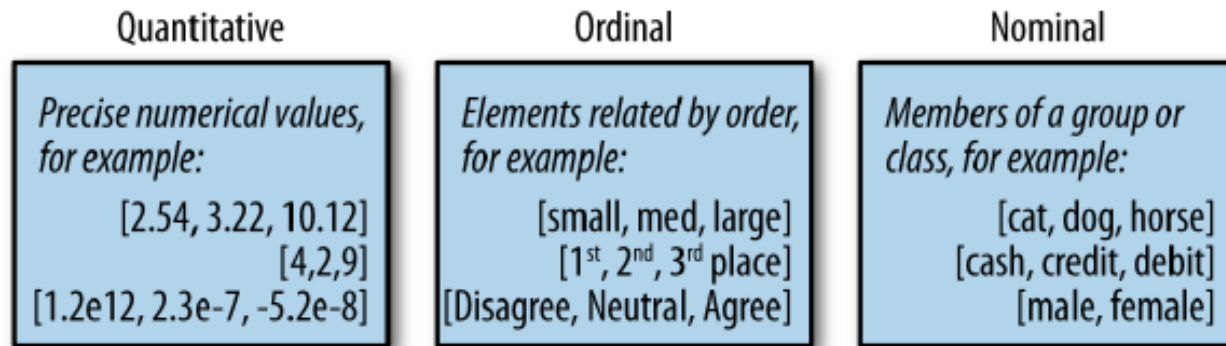 Quantitative
Precise numerical values,
for example:
[2.54, 3.22, 10.12]
[4,2,9]
[1.2e12, 2.3e-7, -5.2e-8]
Ordinal
Elements related by order,
for example:
[small, med, large]
[1st, 2nd, 3rd place]
[Disagree, Neutral, Agree]
Nominal
Members of a group or
class, for example:
[cat, dog, horse]
[cash, credit, debit]
[male, female]